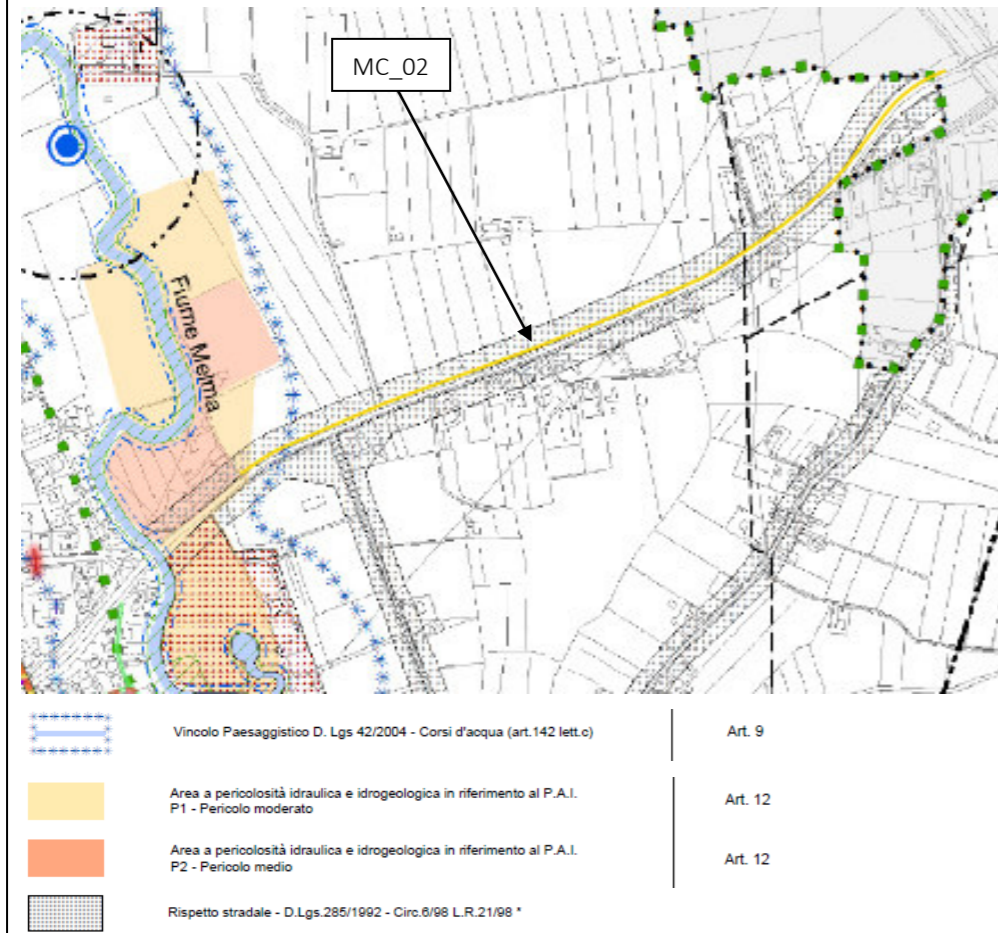 MC_02
Fiume Melma
Vincolo Paesaggistico D. Lgs 42/2004 - Corsi d'acqua (art.142 lett.c)
Art. 9
Area a pericolosità idraulica e idrogeologica in riferimento al P.A.I.
P1 - Pericolo moderato
Art. 12
Area a pericolosità idraulica e idrogeologica in riferimento al P.A.I.
P2 - Pericolo medio
Art. 12
Rispetto stradale - D.Lgs.285/1992 - Circ.6/98 L.R.21/98 *